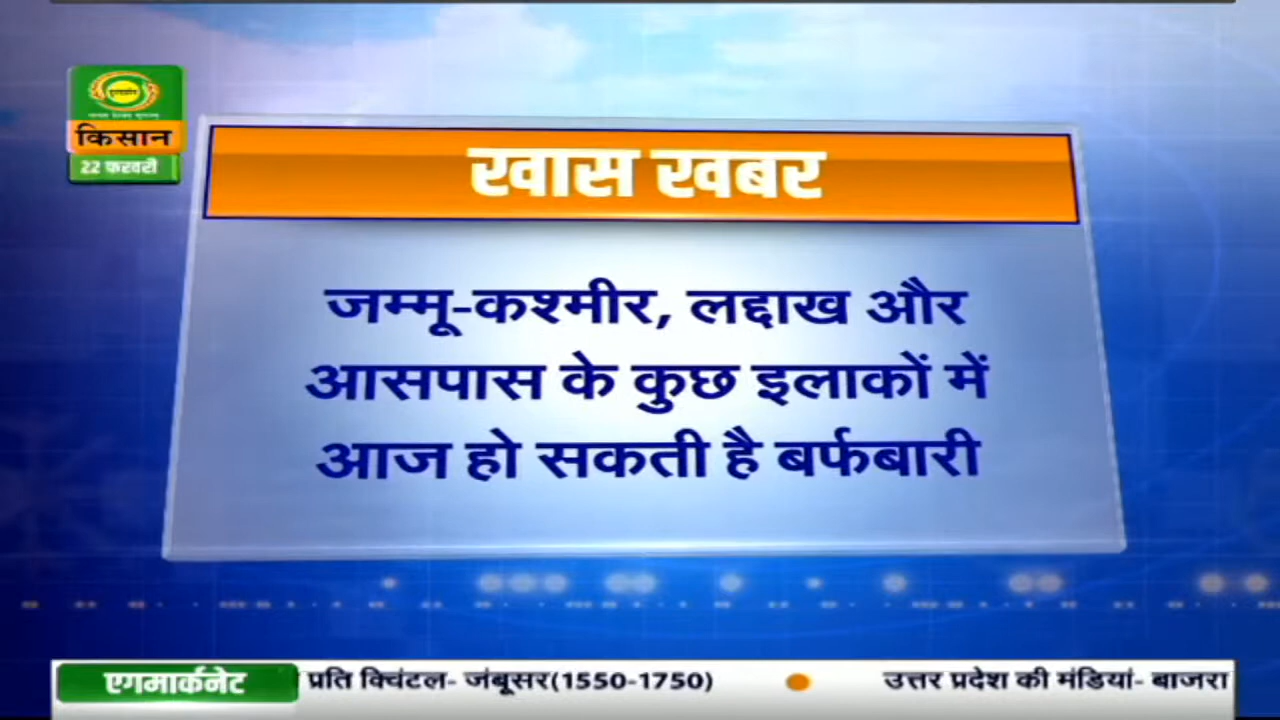 किसान
22 फरवरी
खास खबर
जम्मू-कश्मीर, लद्दाख और
आसपास के कुछ इलाकों में
आज हो सकती है बर्फबारी
एगमार्कनेट
प्रति क्विंटल- जंबूसर(1550-1750)
उत्तर प्रदेश की मंडियां- बाजरा